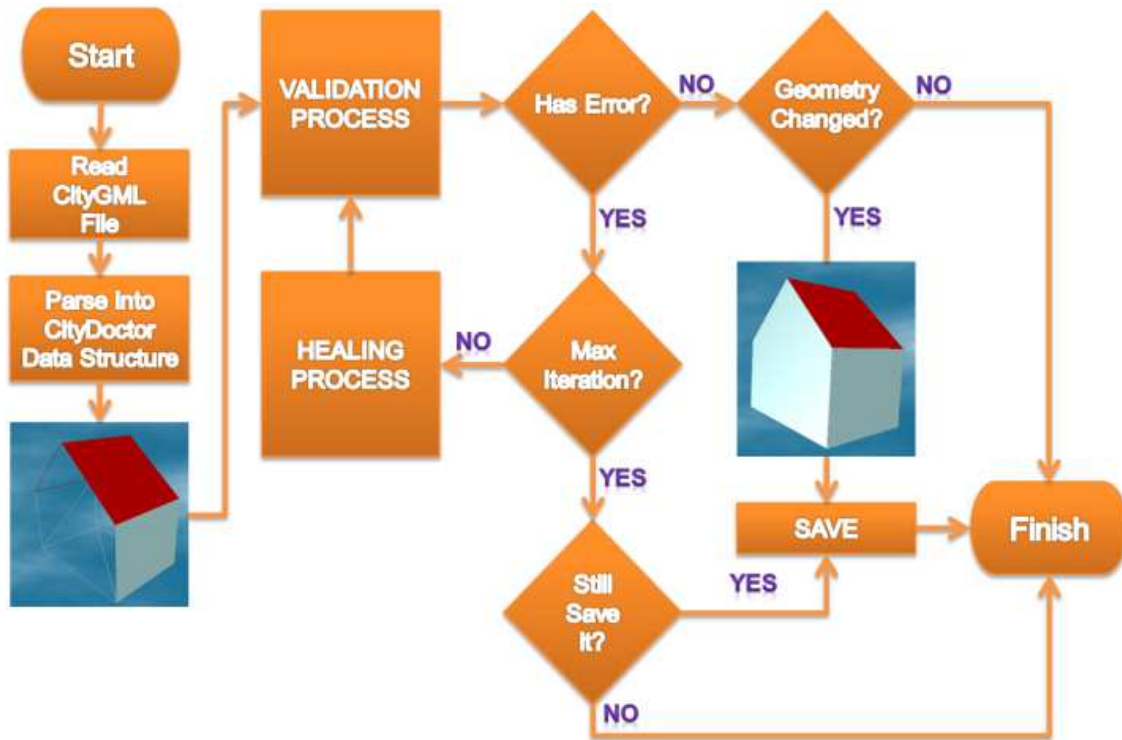 Start
Read
CityGML
File
Parse Into
CityDoctor
Data Structure
VALIDATION
PROCESS
HEALING
PROCESS
Has Error?
NO
Geometry
Changed?
NO
YES
YES
Max
Iteration?
NO
YES
Still
Save
It?
YES
NO
SAVE
Finish